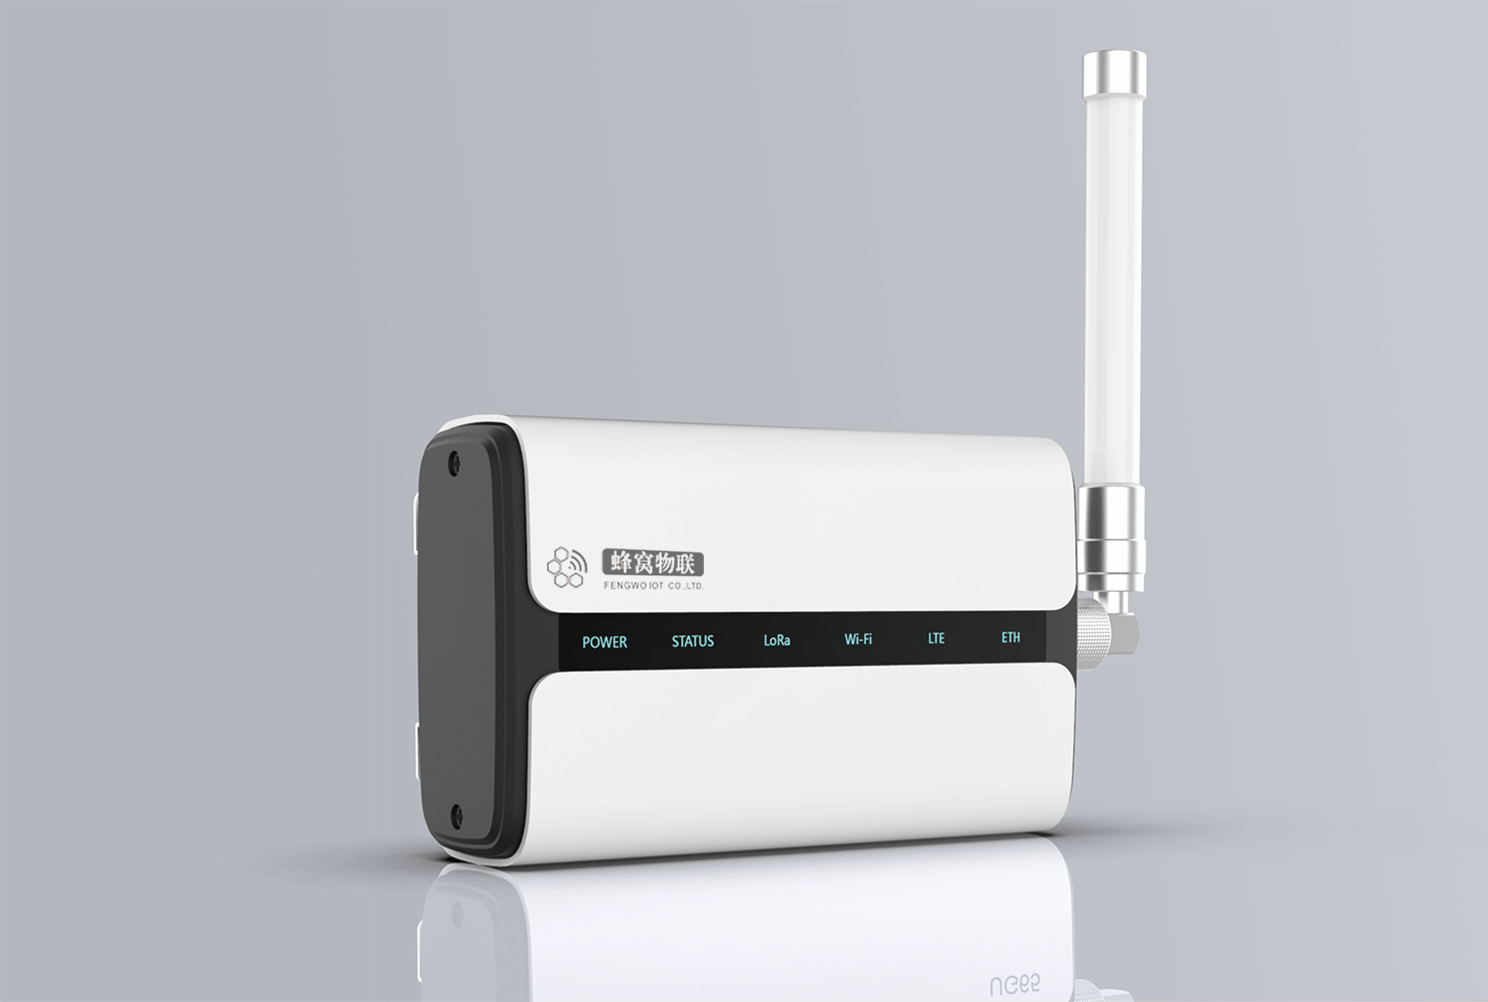 蜂窝物联
FENGWO IOT CO.,LTD.
POWER STATUS LoRa Wi-Fi LTE ETH